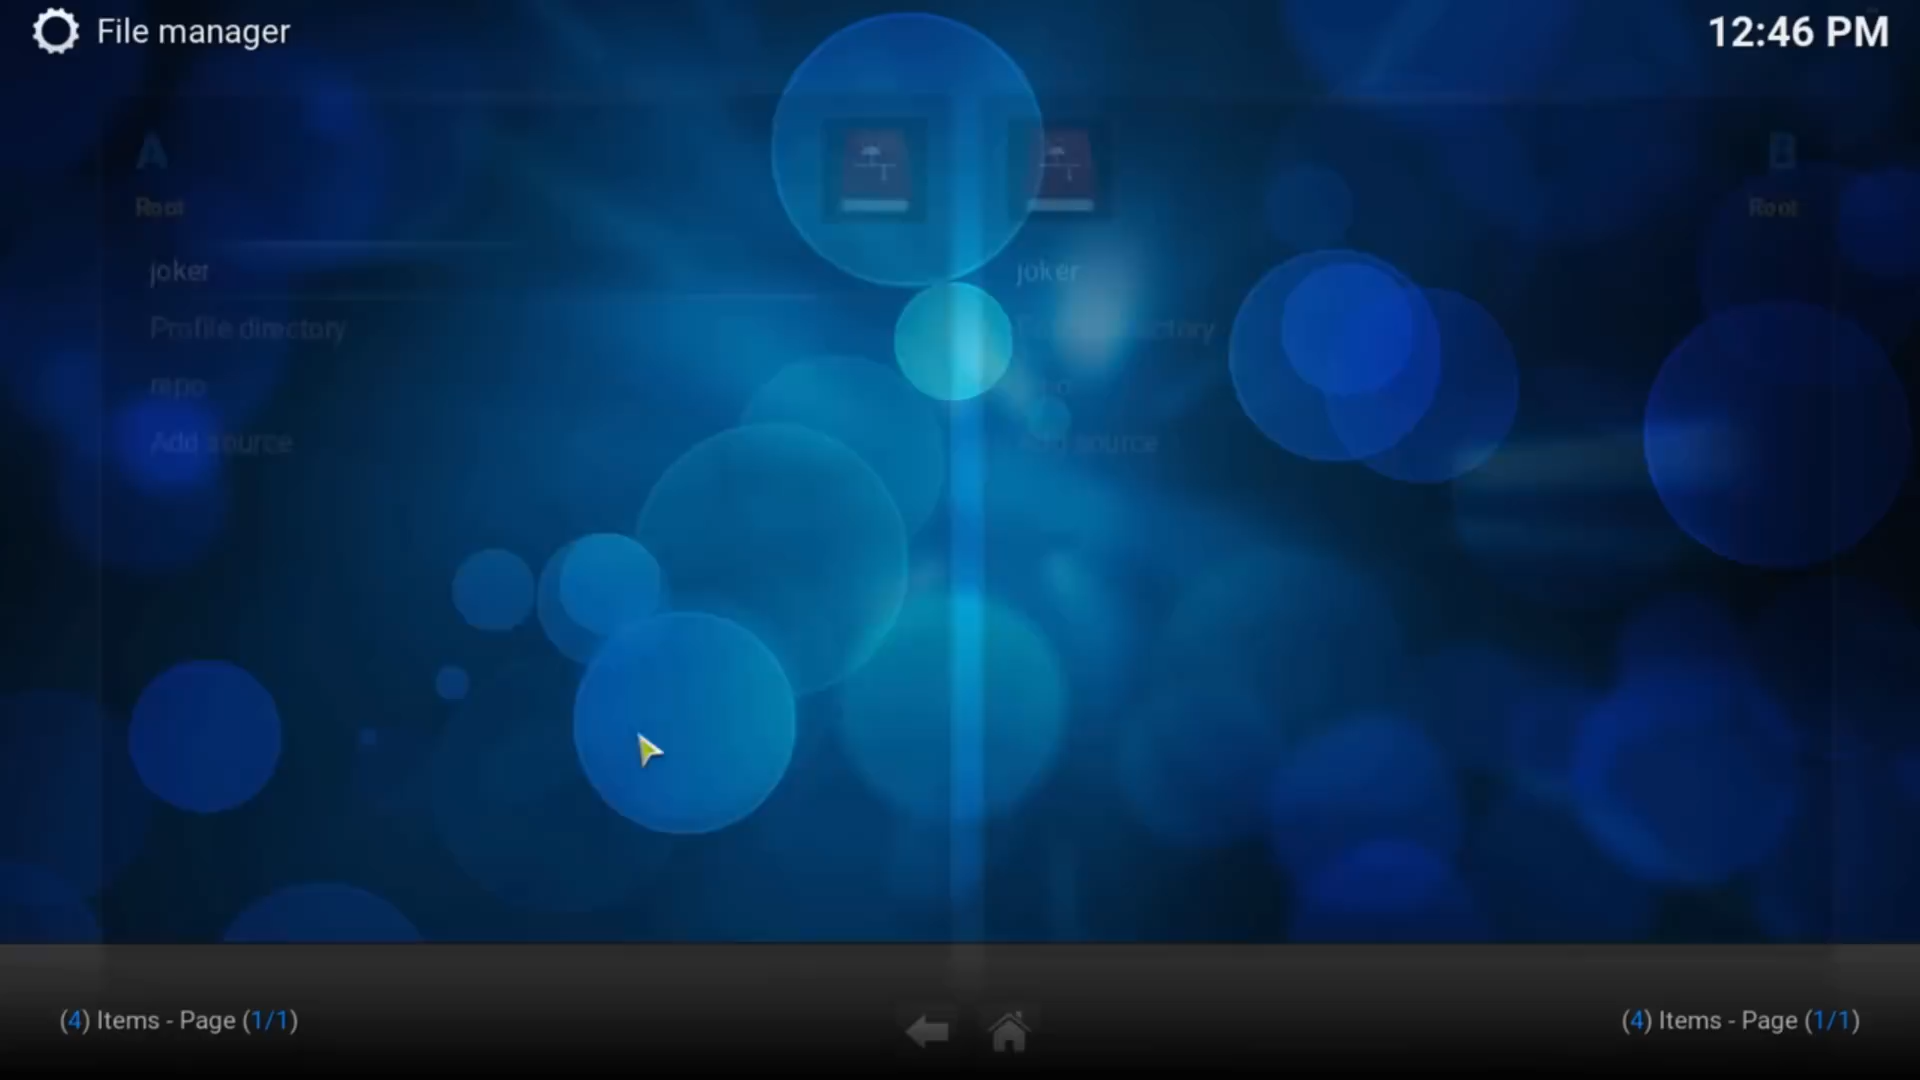 File manager
12:46 PM
A
B
Root
Root
joker
joker
Profile directory
repo
Add source
source
(4) Items - Page (1/1)
(4) Items - Page (1/1)